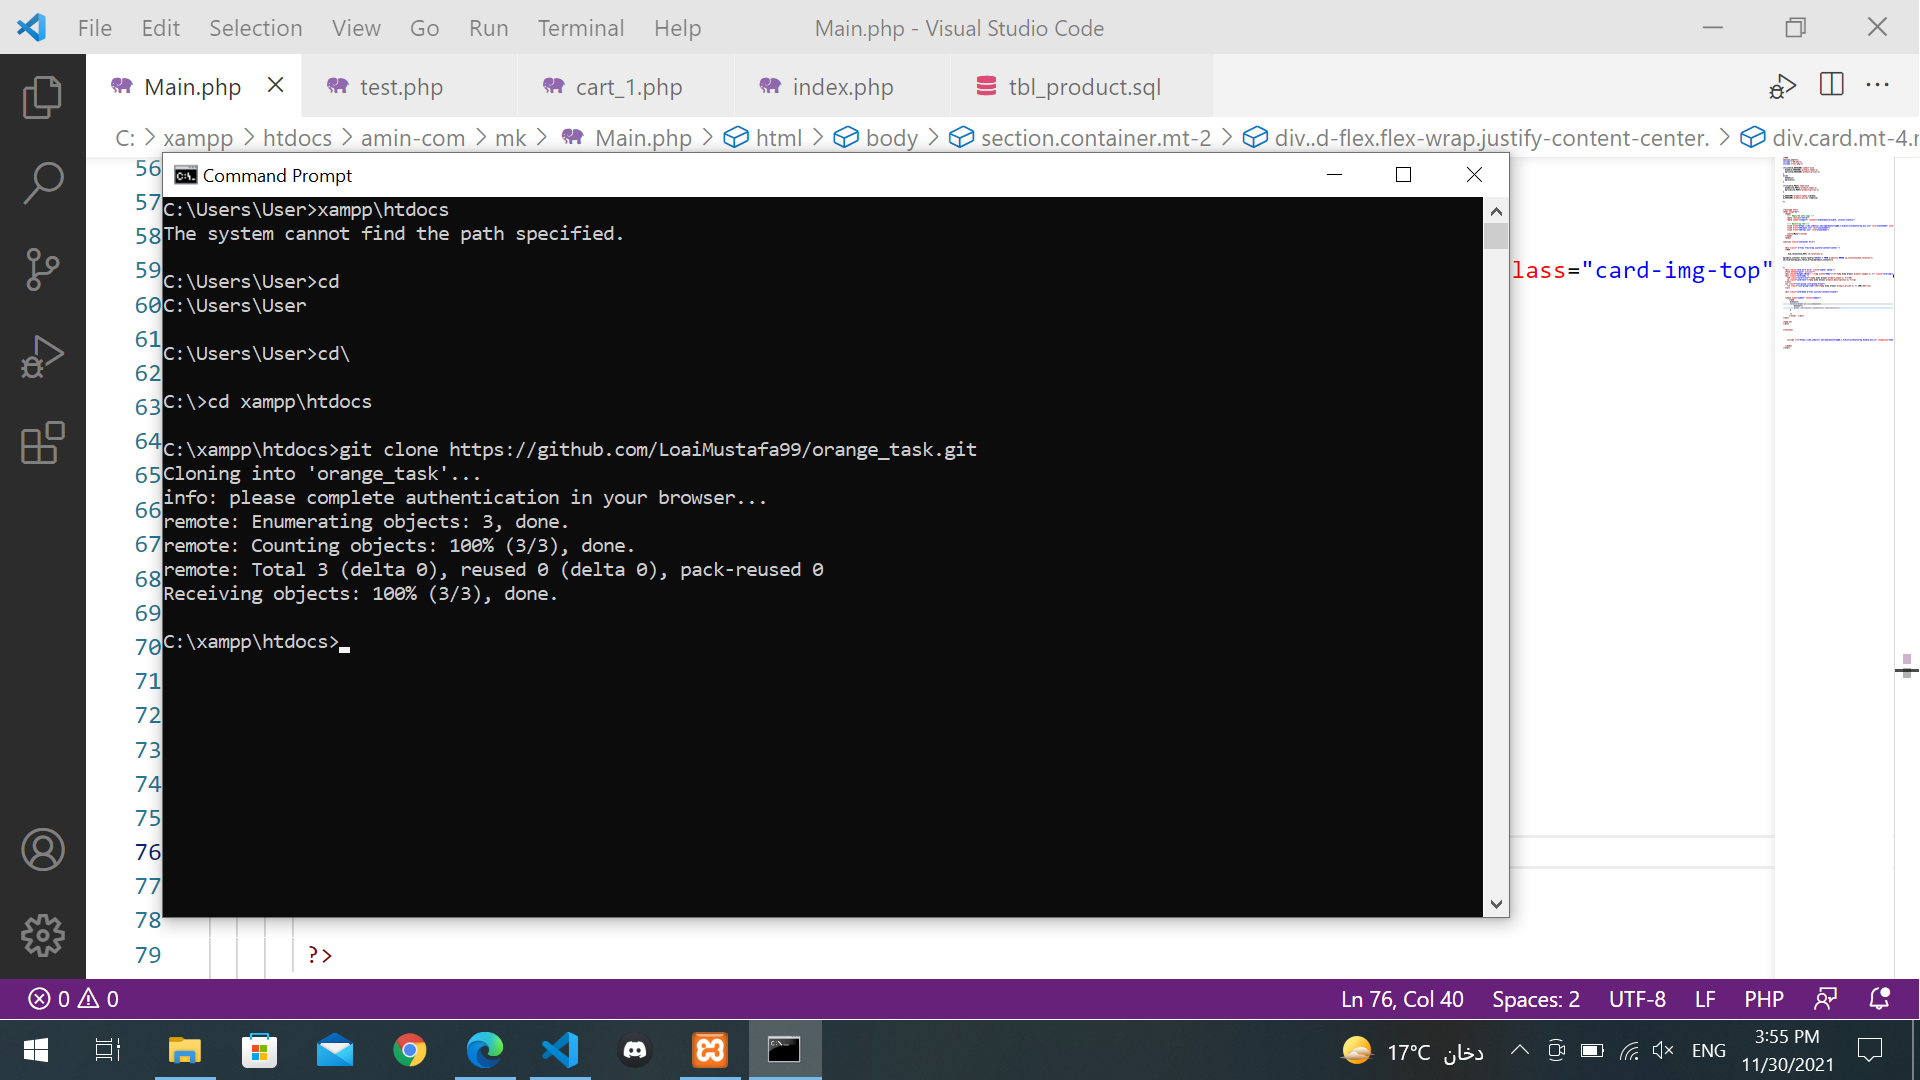 File Edit Selection View Go Run Terminal Help Main.php - Visual Studio Code
Main.php test.php cart_1.php index.php tbl_product.sql
C: > xampp > htdocs > amin-com > mk > Main.php > html > body > section.container.mt-2 > div..d-flex.flex-wrap.justify-content-center. > div.card.mt-4.
Command Prompt
56
57
58
59
60
61
62
63
64
65
66
67
68
69
70
71
72
73
74
75
76
77
78
79
C:\Users\User>xampp\htdocs
The system cannot find the path specified.
C:\Users\User>cd
C:\Users\User
C:\Users\User>cd\
C:\>cd xampp\htdocs
C:\xampp\htdocs>git clone https://github.com/LoaiMustafa99/orange_task.git
Cloning into 'orange_task'...
info: please complete authentication in your browser...
remote: Enumerating objects: 3, done.
remote: Counting objects: 100% (3/3), done.
remote: Total 3 (delta 0), reused 0 (delta 0), pack-reused 0
Receiving objects: 100% (3/3), done.
C:\xampp\htdocs>
lass="card-img-top"
?>
0 0 Ln 76, Col 40 Spaces: 2 UTF-8 LF PHP
17°C دخان ENG 3:55 PM
11/30/2021